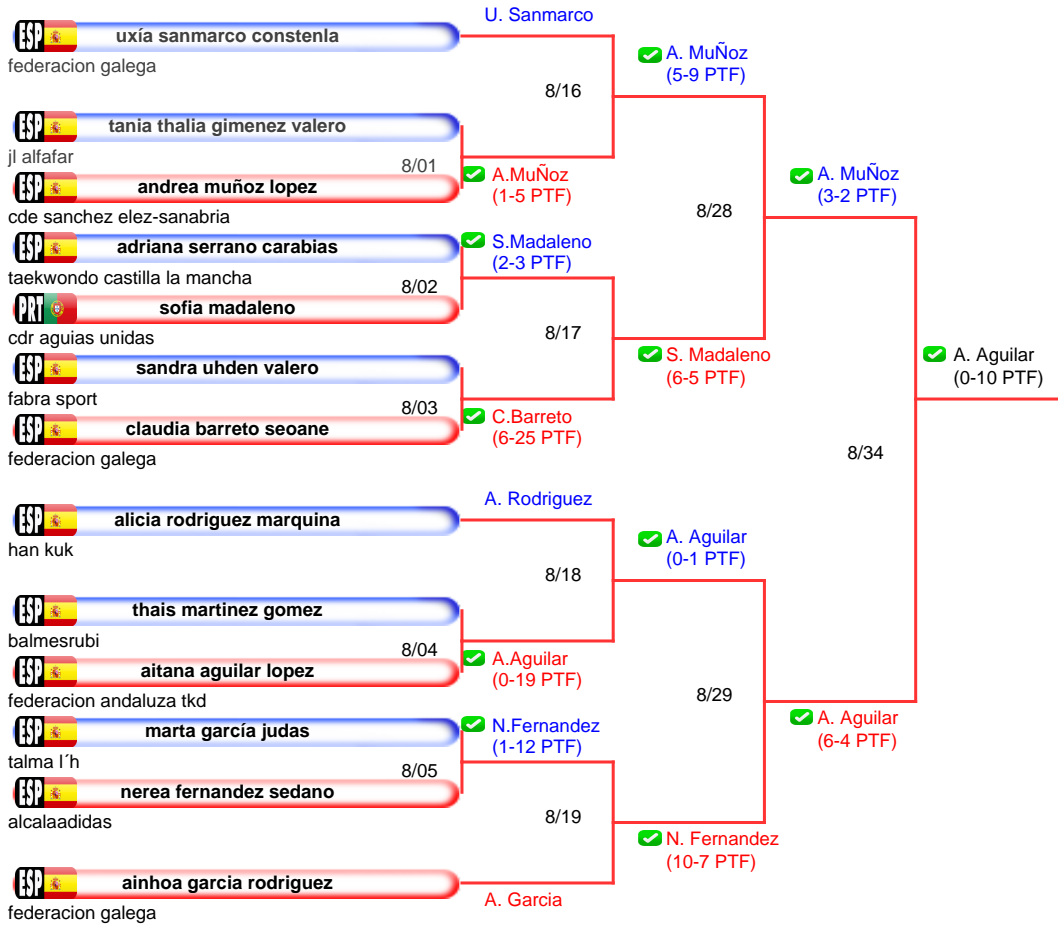 U. Sanmarco
ESP uxía sanmarco constenla
federacion galega
A. MuÑoz
(5-9 PTF)
8/16
ESP tania thalia gimenez valero
jl alfafar
8/01
ESP andrea muñoz lopez
cde sanchez elez-sanabria
A.MuÑoz
(1-5 PTF)
A. MuÑoz
(3-2 PTF)
8/28
ESP adriana serrano carabias
taekwondo castilla la mancha
S.Madaleno
(2-3 PTF)
8/02
PRT sofia madaleno
cdr aguias unidas
8/17
ESP sandra uhden valero
fabra sport
S. Madaleno
(6-5 PTF)
A. Aguilar
(0-10 PTF)
8/03
ESP claudia barreto seoane
federacion galega
C.Barreto
(6-25 PTF)
8/34
A. Rodriguez
ESP alicia rodriguez marquina
han kuk
A. Aguilar
(0-1 PTF)
8/18
ESP thais martinez gomez
balmesrubi
8/04
ESP aitana aguilar lopez
federacion andaluza tkd
A.Aguilar
(0-19 PTF)
8/29
ESP marta garcía judas
talma l´h
N.Fernandez
(1-12 PTF)
A. Aguilar
(6-4 PTF)
8/05
ESP nerea fernandez sedano
alcalaadidas
8/19
N. Fernandez
(10-7 PTF)
ESP ainhoa garcia rodriguez
federacion galega
A. Garcia